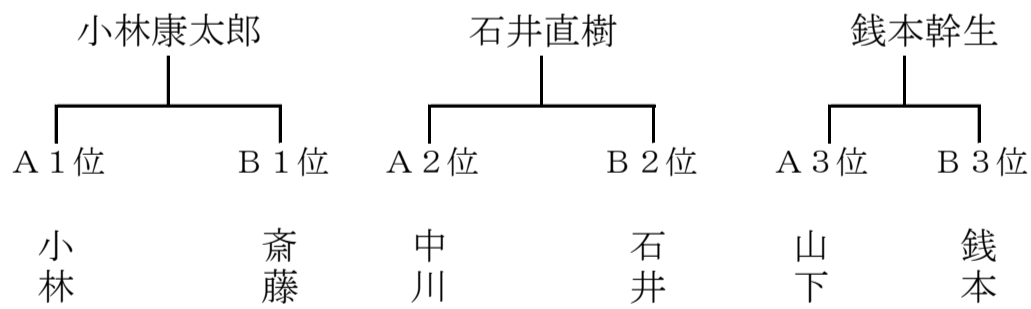 小林康太郎 石井直樹 銭本幹生
Ａ１位 Ｂ１位 Ａ２位 Ｂ２位 Ａ３位 Ｂ３位
小林 斎藤 中川 石井 山下 銭本